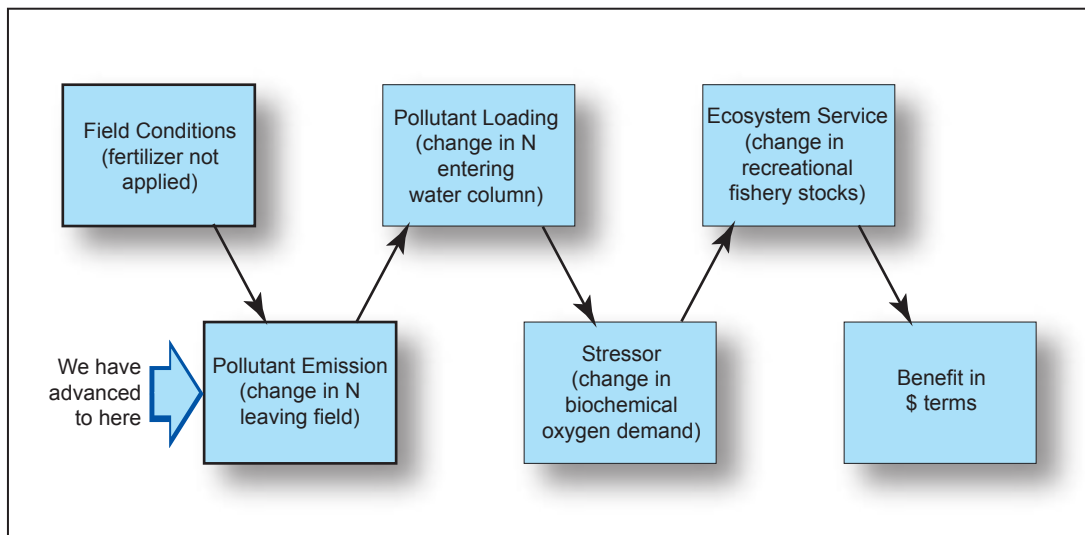 Field Conditions
(fertilizer not
applied)
Pollutant Emission
(change in N
leaving field)
Pollutant Loading
(change in N
entering
water column)
Stressor
(change in
biochemical
oxygen demand)
Ecosystem Service
(change in
recreational
fishery stocks)
Benefit in
$ terms
We have
advanced
to here